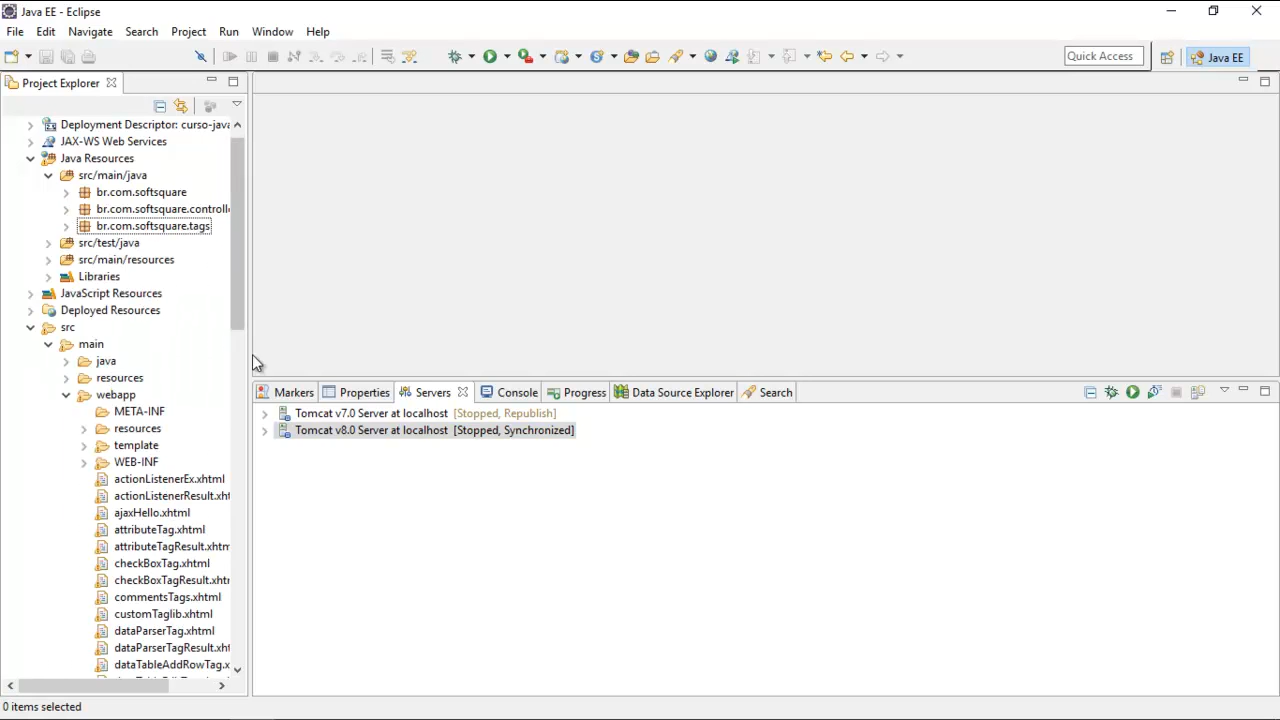 Java EE - Eclipse
File Edit Navigate Search Project Run Window Help
Quick Access
Java EE
Project Explorer
Deployment Descriptor: curso-java
JAX-WS Web Services
Java Resources
src/main/java
br.com.softsquare
br.com.softsquare.controlle
br.com.softsquare.tags
src/test/java
src/main/resources
Libraries
JavaScript Resources
Deployed Resources
src
main
java
resources
webapp
META-INF
resources
template
WEB-INF
actionListenerEx.xhtml
actionListenerResult.xht
ajaxHello.xhtml
attributeTag.xhtml
attributeTagResult.xhtm
checkBoxTag.xhtml
checkBoxTagResult.xhtm
commentsTags.xhtml
customTaglib.xhtml
dataParserTag.xhtml
dataParserTagResult.xht
dataTableAddRowTag.x
Markers Properties Servers Console Progress Data Source Explorer Search
Tomcat v7.0 Server at localhost [Stopped, Republish]
Tomcat v8.0 Server at localhost [Stopped, Synchronized]
0 items selected